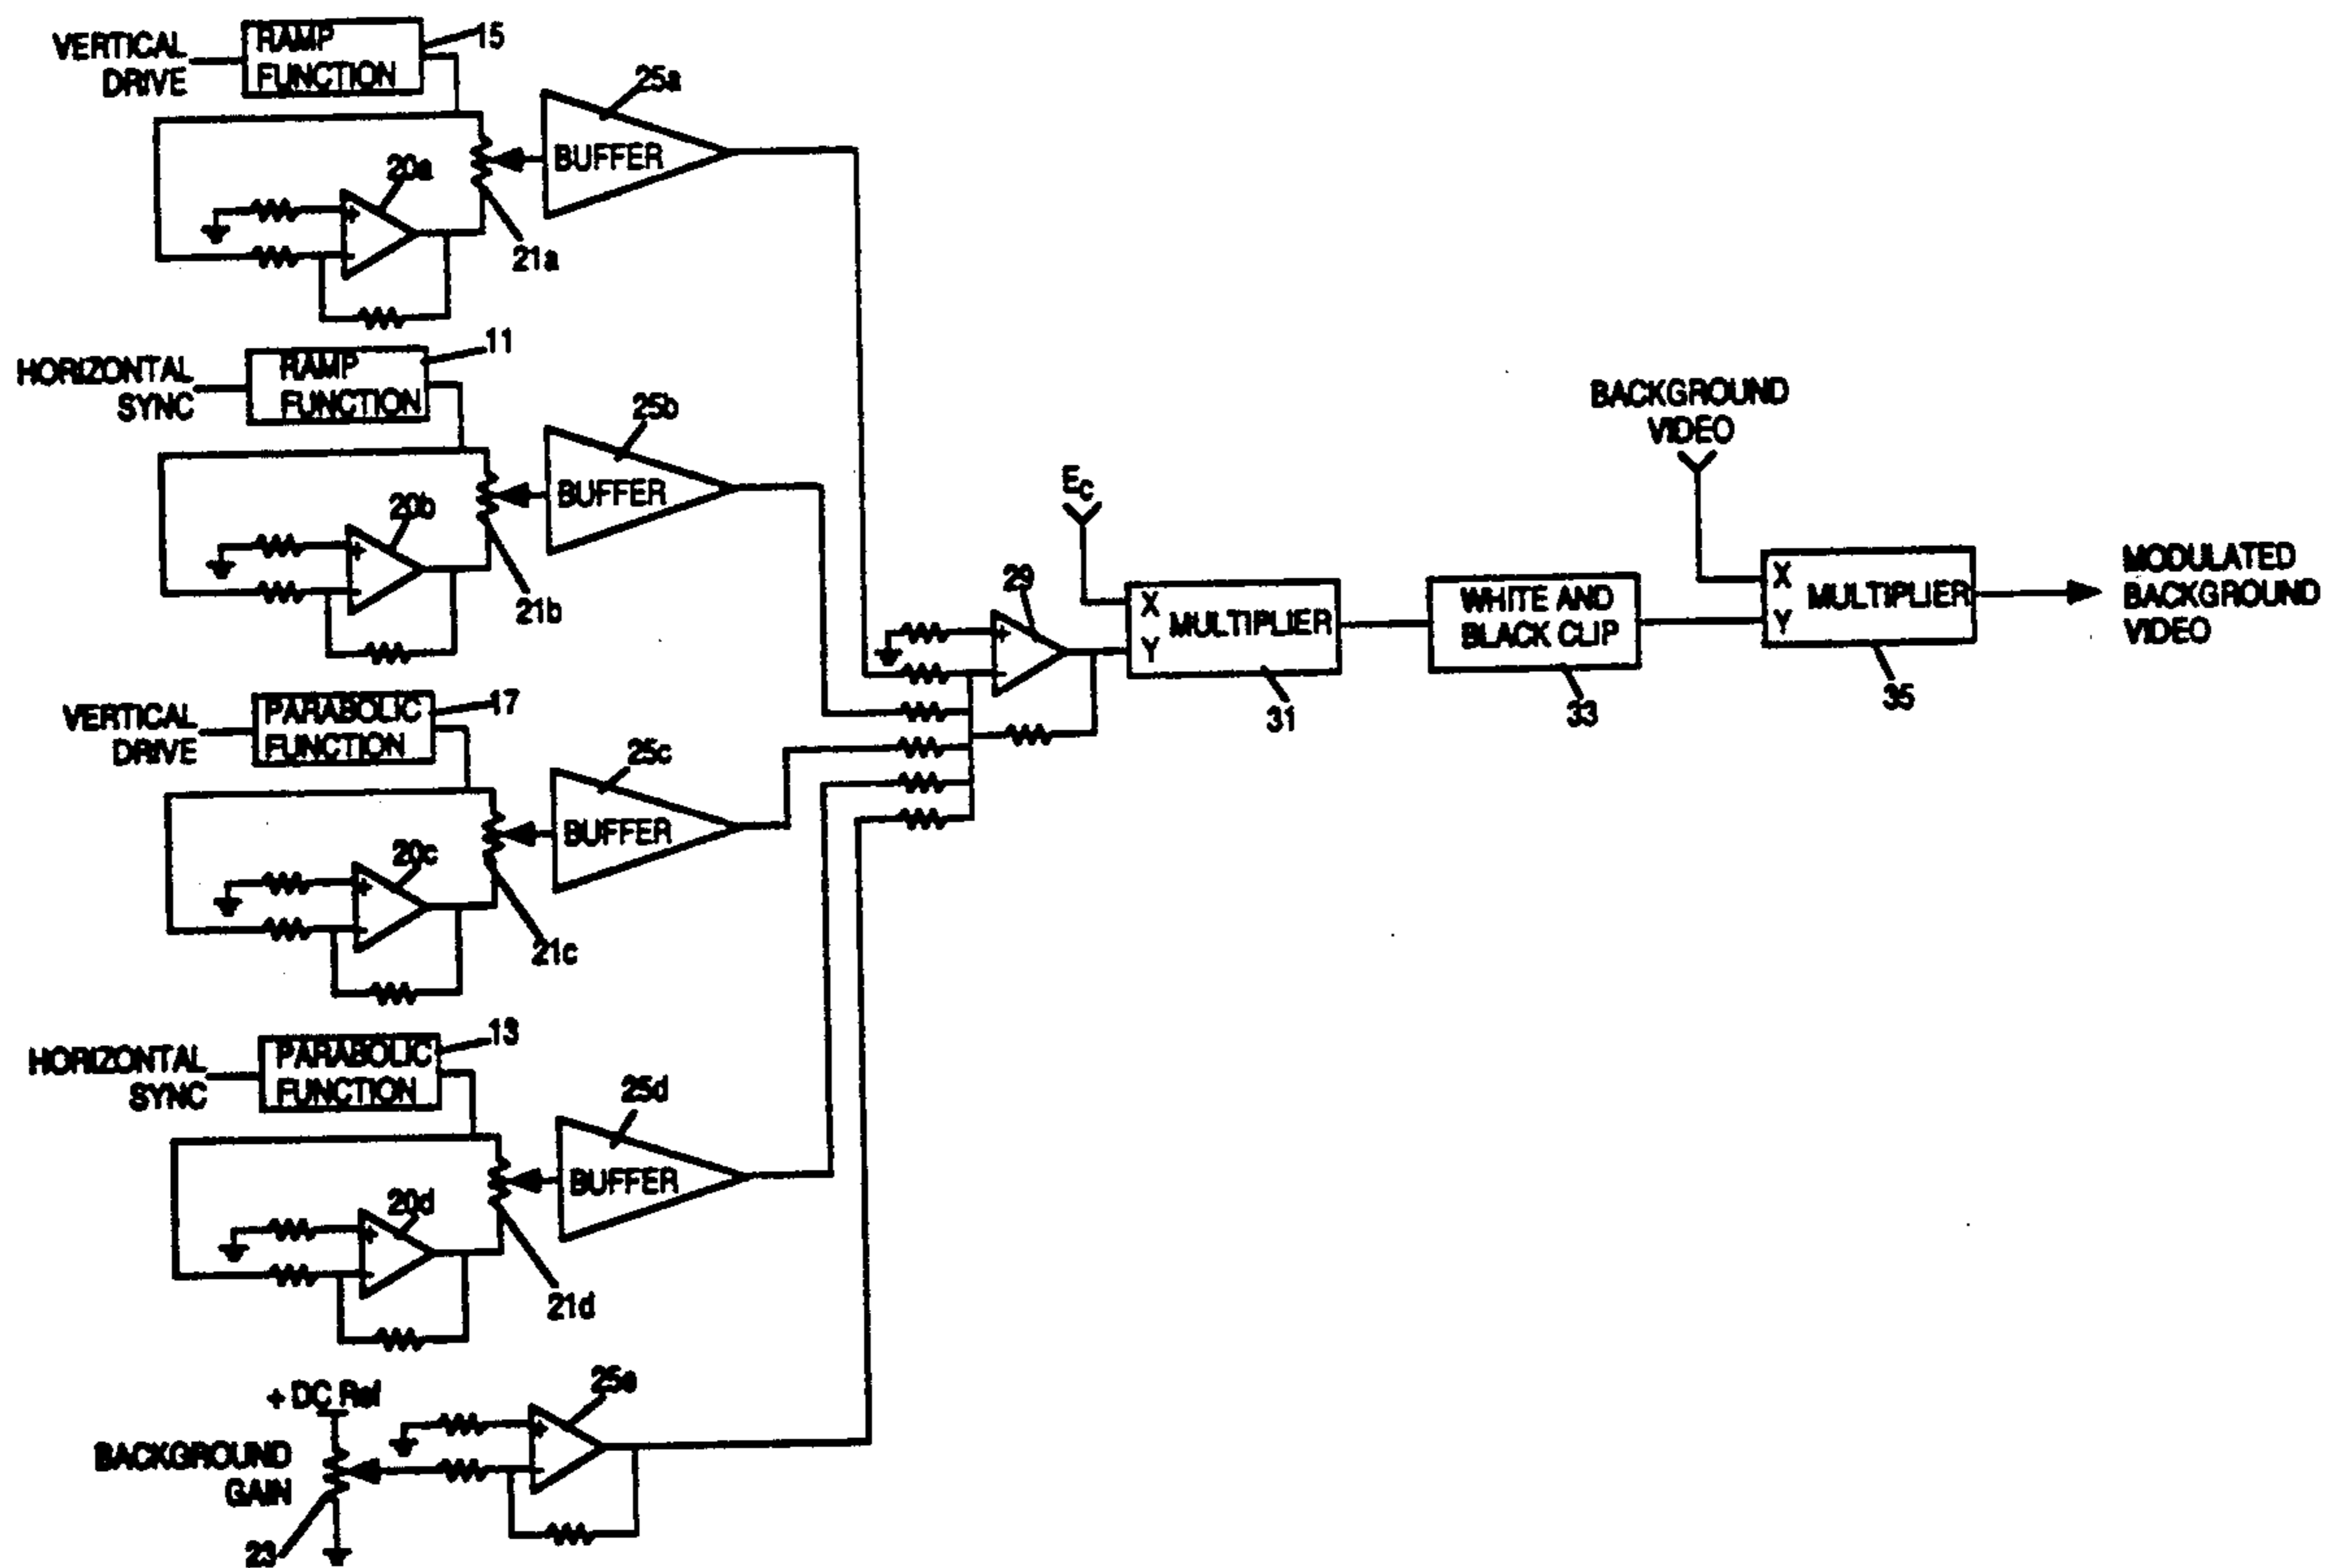 VERTICAL
DRIVE
RAMP
FUNCTION
15
25a
BUFFER
20a
+
-
21a
HORIZONTAL
SYNC
RAMP
FUNCTION
11
25b
BUFFER
20b
+
-
21b
BACKGROUND
VIDEO
EC
29
+
-
X
Y
MULTIPLIER
31
WHITE AND
BLACK CLIP
33
X
Y
MULTIPLIER
35
MODULATED
BACKGROUND
VIDEO
VERTICAL
DRIVE
PARABOLIC
FUNCTION
17
25c
BUFFER
20c
+
-
21c
HORIZONTAL
SYNC
PARABOLIC
FUNCTION
13
25d
BUFFER
20d
+
-
21d
+ DC Ref
BACKGROUND
GAIN
23
25e
+
-